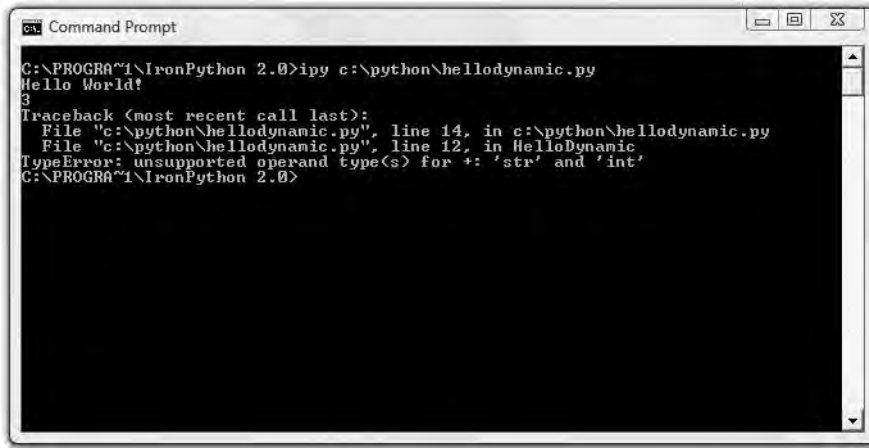 Command Prompt
C:\PROGRA~1\IronPython 2.0>ipy c:\python\hellodynamic.py
Hello World!
3
Traceback (most recent call last):
  File "c:\python\hellodynamic.py", line 14, in c:\python\hellodynamic.py
  File "c:\python\hellodynamic.py", line 12, in HelloDynamic
TypeError: unsupported operand type(s) for +: 'str' and 'int'
C:\PROGRA~1\IronPython 2.0>